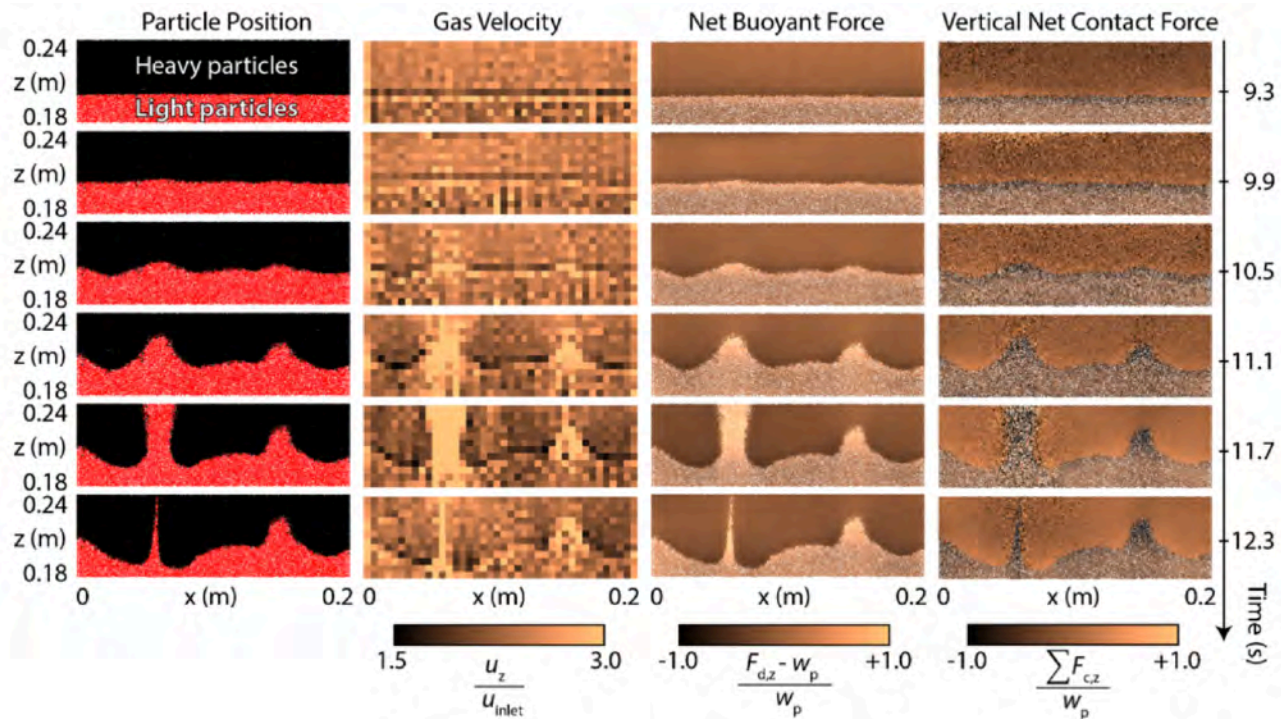 Particle Position Gas Velocity Net Buoyant Force Vertical Net Contact Force
0.24
Heavy particles
z (m)
Light particles
0.18
9.3
0.24
z (m)
0.18
9.9
0.24
z (m)
0.18
10.5
0.24
z (m)
0.18
11.1
0.24
z (m)
0.18
11.7
0.24
z (m)
0.18
12.3
0 x (m) 0.2 0 x (m) 0.2 0 x (m) 0.2 0 x (m) 0.2
Time (s)
1.5 3.0 -1.0 +1.0 -1.0 +1.0
u_z / u_inlet
F_d,z - w_p / w_p
∑ F_c,z / w_p